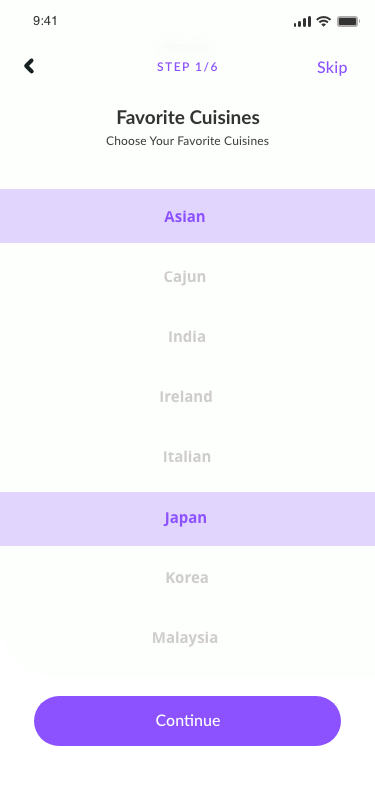 9:41
STEP 1/6
Skip
Favorite Cuisines
Choose Your Favorite Cuisines
Asian
Cajun
India
Ireland
Italian
Japan
Korea
Malaysia
Continue